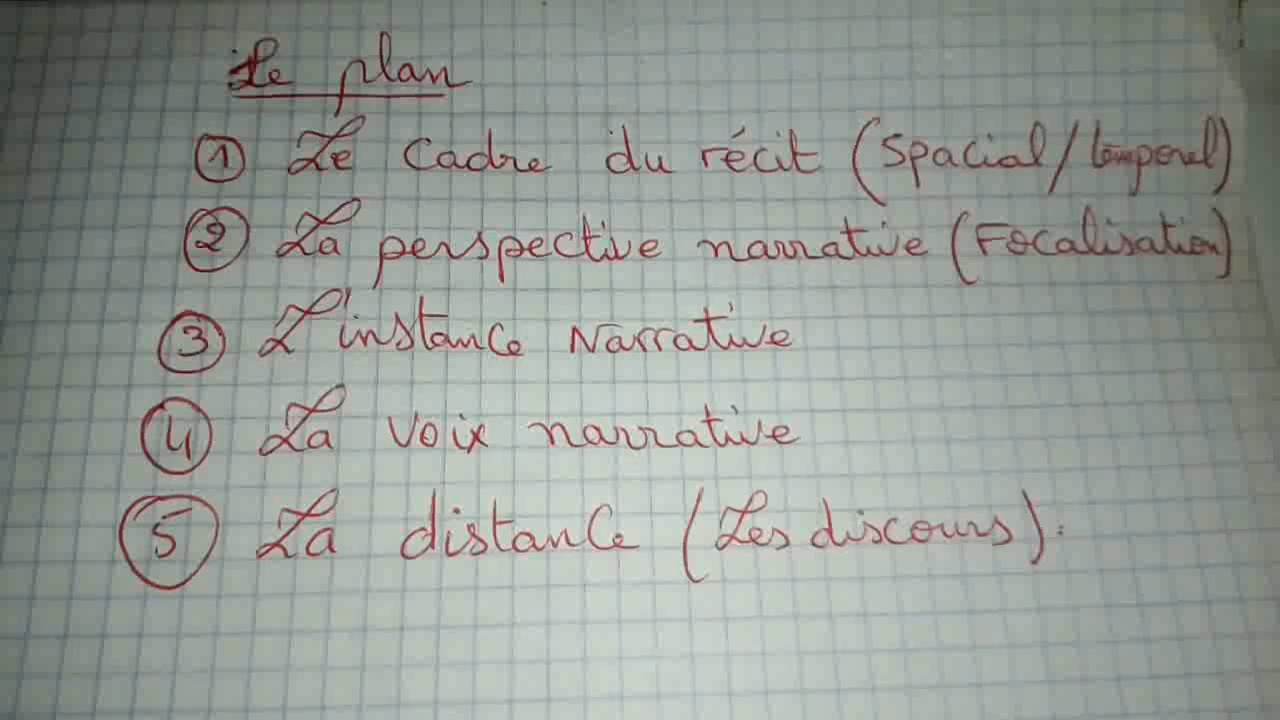 Le plan
① Le Cadre du récit (Spacial/temporel)
② La perspective narrative (Focalisation)
③ L'instance Narrative
④ La voix narrative
⑤ La distance (Les discours).